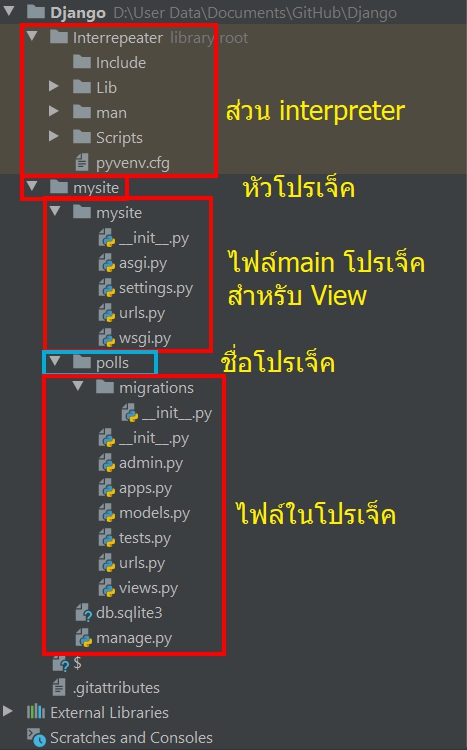 Django D:\User Data\Documents\GitHub\Django
Interrepeater library root
Include
Lib
man
Scripts
pyvenv.cfg
ส่วน interpreter
mysite
หัวโปรเจ็ค
mysite
__init__.py
asgi.py
settings.py
urls.py
wsgi.py
ไฟล์main โปรเจ็ค
สำหรับ View
polls
ชื่อโปรเจ็ค
migrations
__init__.py
__init__.py
admin.py
apps.py
models.py
tests.py
urls.py
views.py
ไฟล์ในโปรเจ็ค
db.sqlite3
manage.py
$
.gitattributes
External Libraries
Scratches and Consoles